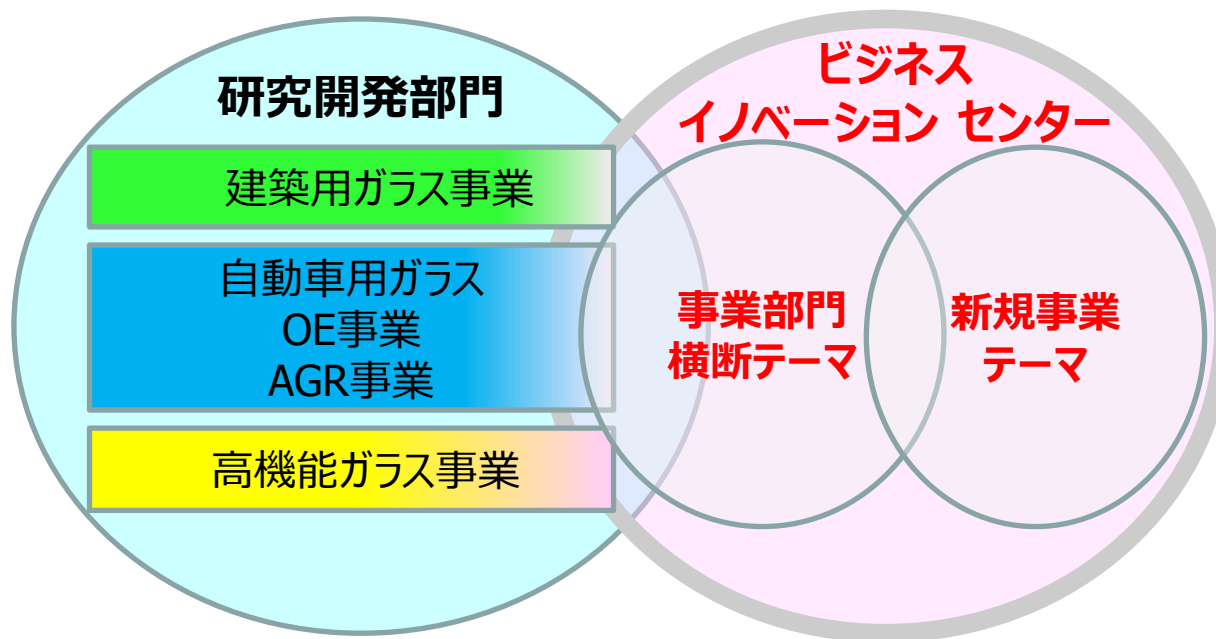 研究開発部門
建築用ガラス事業
自動車用ガラス
OE事業
AGR事業
高機能ガラス事業
ビジネス
イノベーション センター
事業部門
横断テーマ
新規事業
テーマ